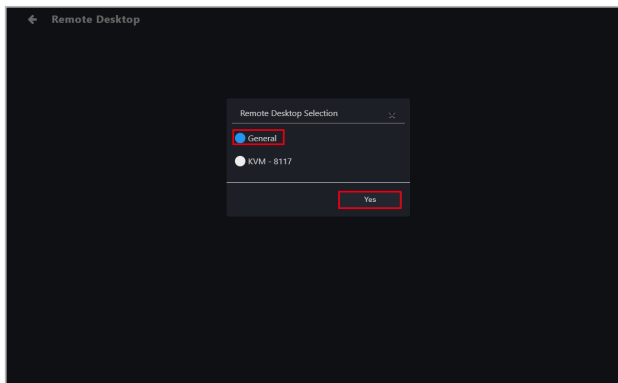 Remote Desktop
Remote Desktop Selection
General
KVM - 8117
Yes